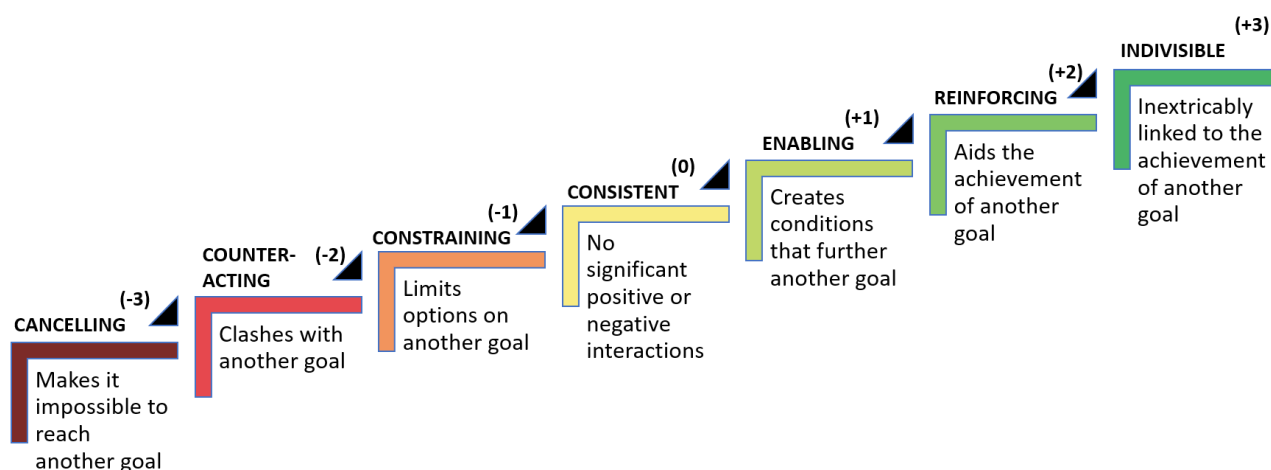 CANCELLING
(-3)
Makes it
impossible to
reach
another goal
COUNTER-
ACTING
(-2)
Clashes with
another goal
CONSTRAINING
(-1)
Limits
options on
another goal
CONSISTENT
(0)
No
significant
positive or
negative
interactions
ENABLING
(+1)
Creates
conditions
that further
another goal
REINFORCING
(+2)
Aids the
achievement
of another
goal
INDIVISIBLE
(+3)
Inextricably
linked to the
achievement
of another
goal